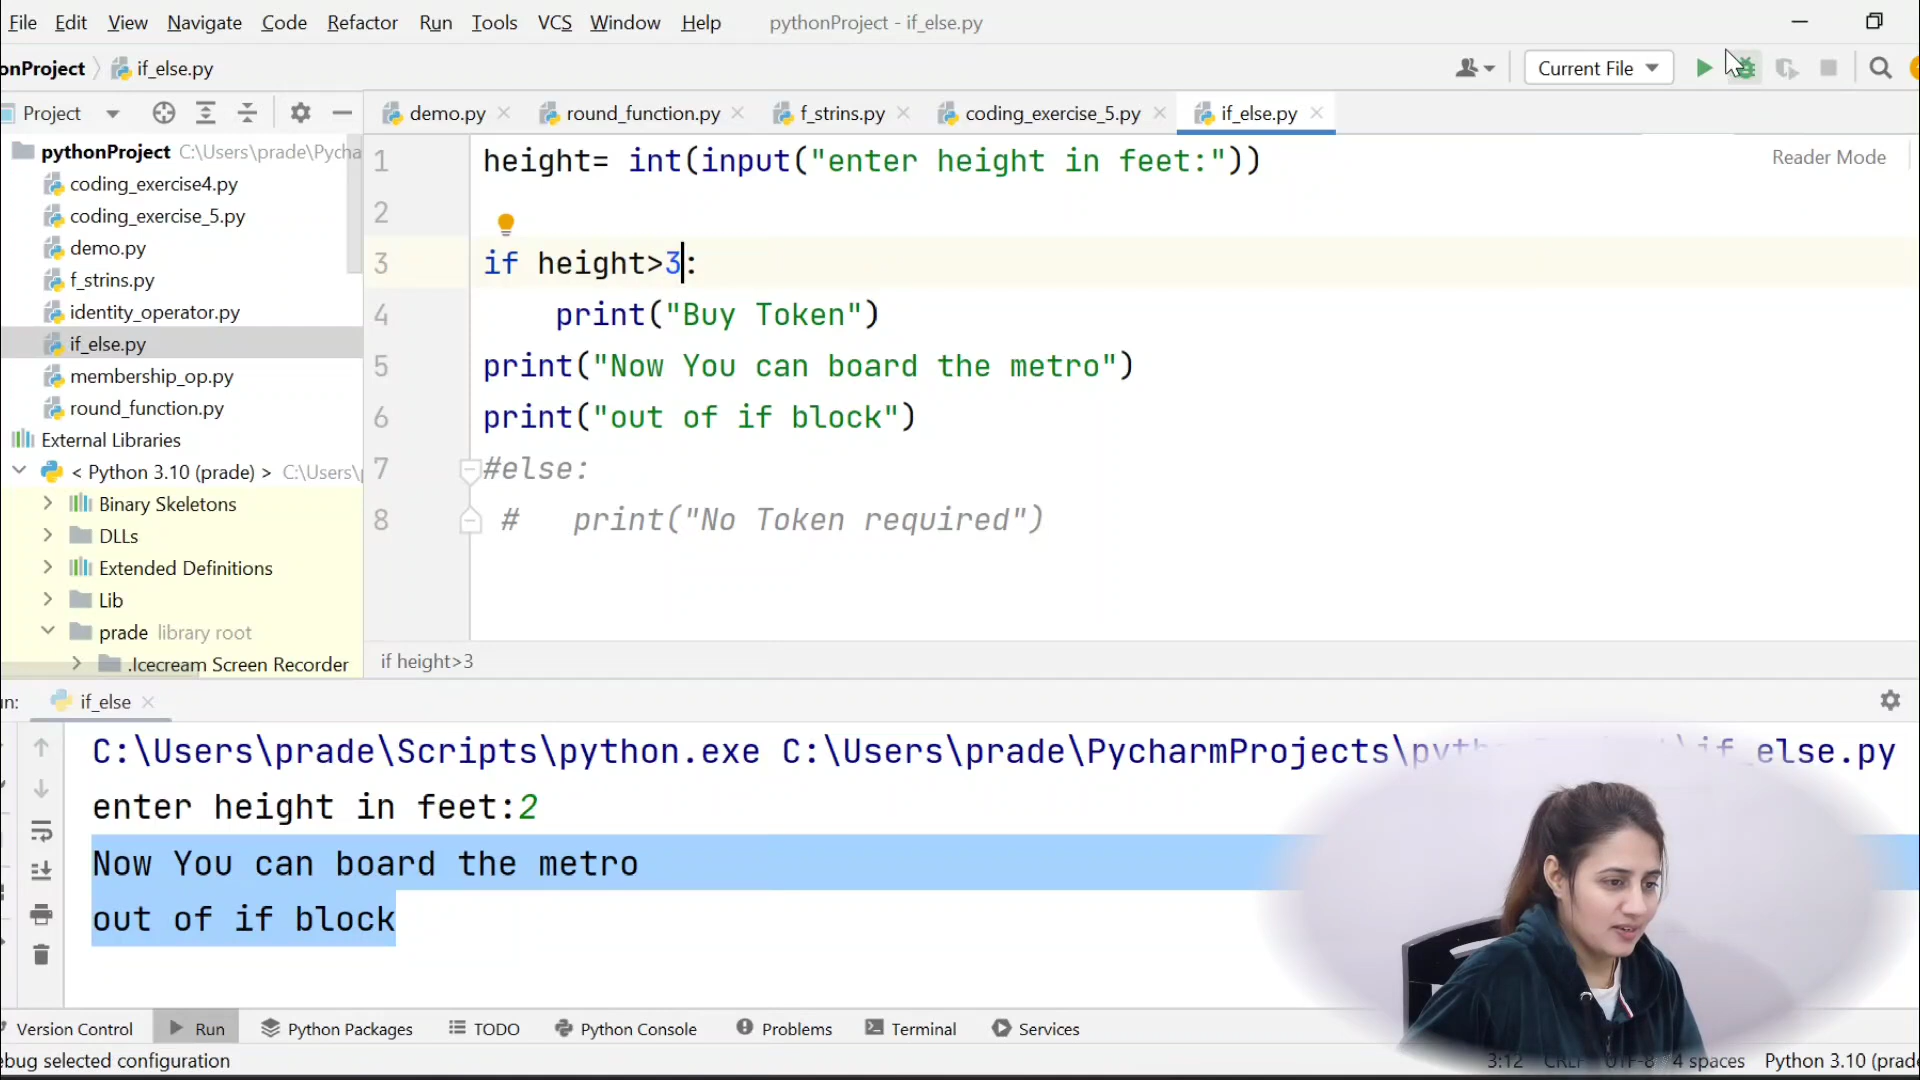 File Edit View Navigate Code Refactor Run Tools VCS Window Help pythonProject - if_else.py
onProject if_else.py Current File
Project demo.py round_function.py f_strins.py coding_exercise_5.py if_else.py
pythonProject C:\Users\prade\Pycha
coding_exercise4.py
coding_exercise_5.py
demo.py
f_strins.py
identity_operator.py
if_else.py
membership_op.py
round_function.py
External Libraries
< Python 3.10 (prade) > C:\Users\
Binary Skeletons
DLLs
Extended Definitions
Lib
prade library root
.Icecream Screen Recorder
Reader Mode
1 height= int(input("enter height in feet:"))
2
3 if height>3:
4 print("Buy Token")
5 print("Now You can board the metro")
6 print("out of if block")
7 #else:
8 # print("No Token required")
if height>3
un: if_else
C:\Users\prade\Scripts\python.exe C:\Users\prade\PycharmProjects\pyth if_else.py
enter height in feet:2
Now You can board the metro
out of if block
Version Control Run Python Packages TODO Python Console Problems Terminal Services
ebug selected configuration 3:12 CRLF UTF-8 4 spaces Python 3.10 (prade